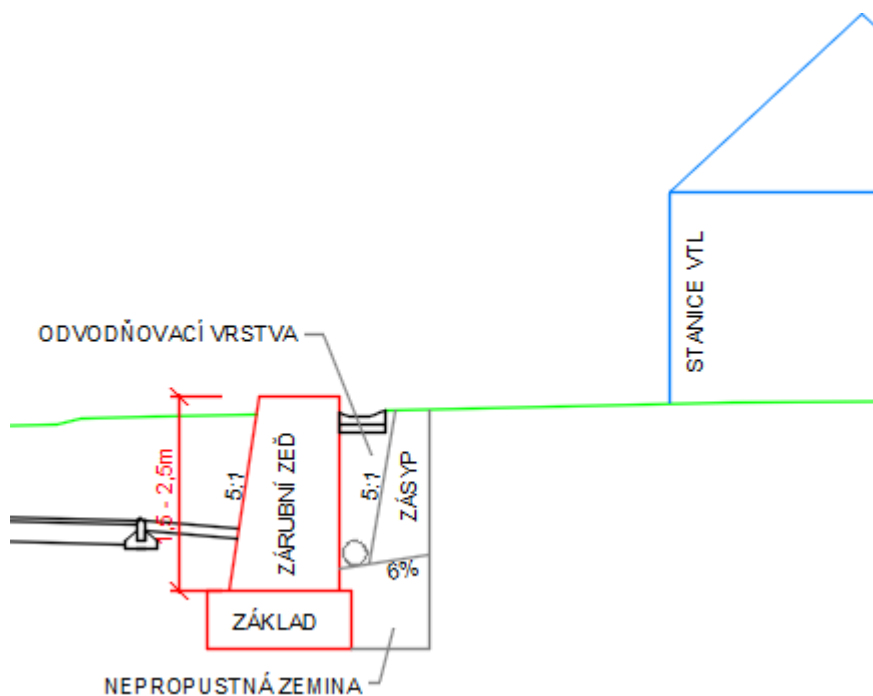 STANICE VTL
ODVODŇOVACÍ VRSTVA
1,5 - 2,5m
5:1
ZÁRUBNÍ ZEĎ
5:1
ZÁSYP
6%
ZÁKLAD
NEPROPUSTNÁ ZEMINA